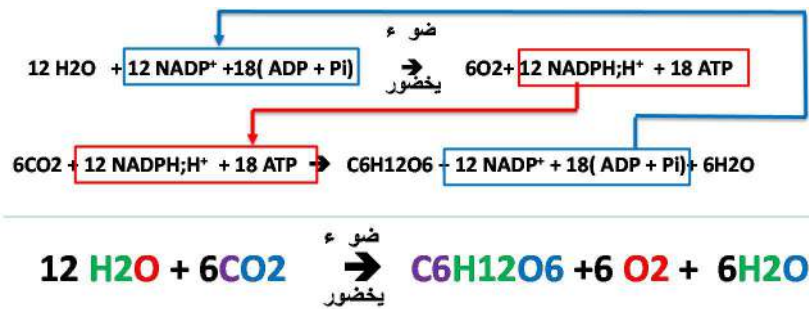 ضوء
12 H2O + 12 NADP⁺ +18( ADP + Pi) ➔ 6O2+ 12 NADPH;H⁺ + 18 ATP
يخضور
6CO2 + 12 NADPH;H⁺ + 18 ATP ➔ C6H12O6 – 12 NADP⁺ + 18( ADP + Pi)+ 6H2O
ضوء
12 H2O + 6CO2 ➔ C6H12O6 +6 O2 + 6H2O
يخضور